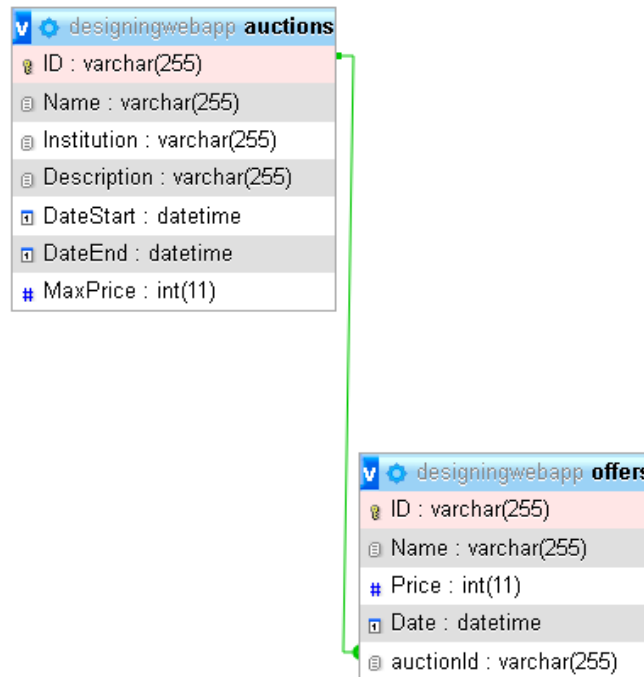 v designingwebapp auctions
ID : varchar(255)
Name : varchar(255)
Institution : varchar(255)
Description : varchar(255)
DateStart : datetime
DateEnd : datetime
# MaxPrice : int(11)
v designingwebapp offers
ID : varchar(255)
Name : varchar(255)
# Price : int(11)
Date : datetime
auctionId : varchar(255)